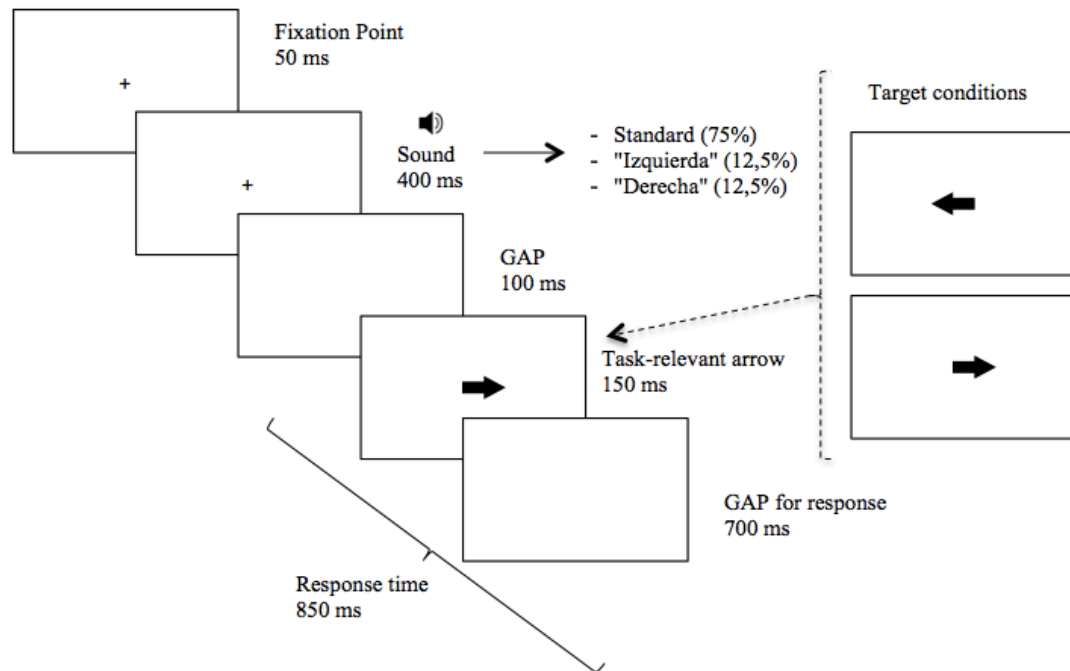 Fixation Point
50 ms
+
+
Sound
400 ms
- Standard (75%)
- "Izquierda" (12,5%)
- "Derecha" (12,5%)
Target conditions
GAP
100 ms
Task-relevant arrow
150 ms
GAP for response
700 ms
Response time
850 ms